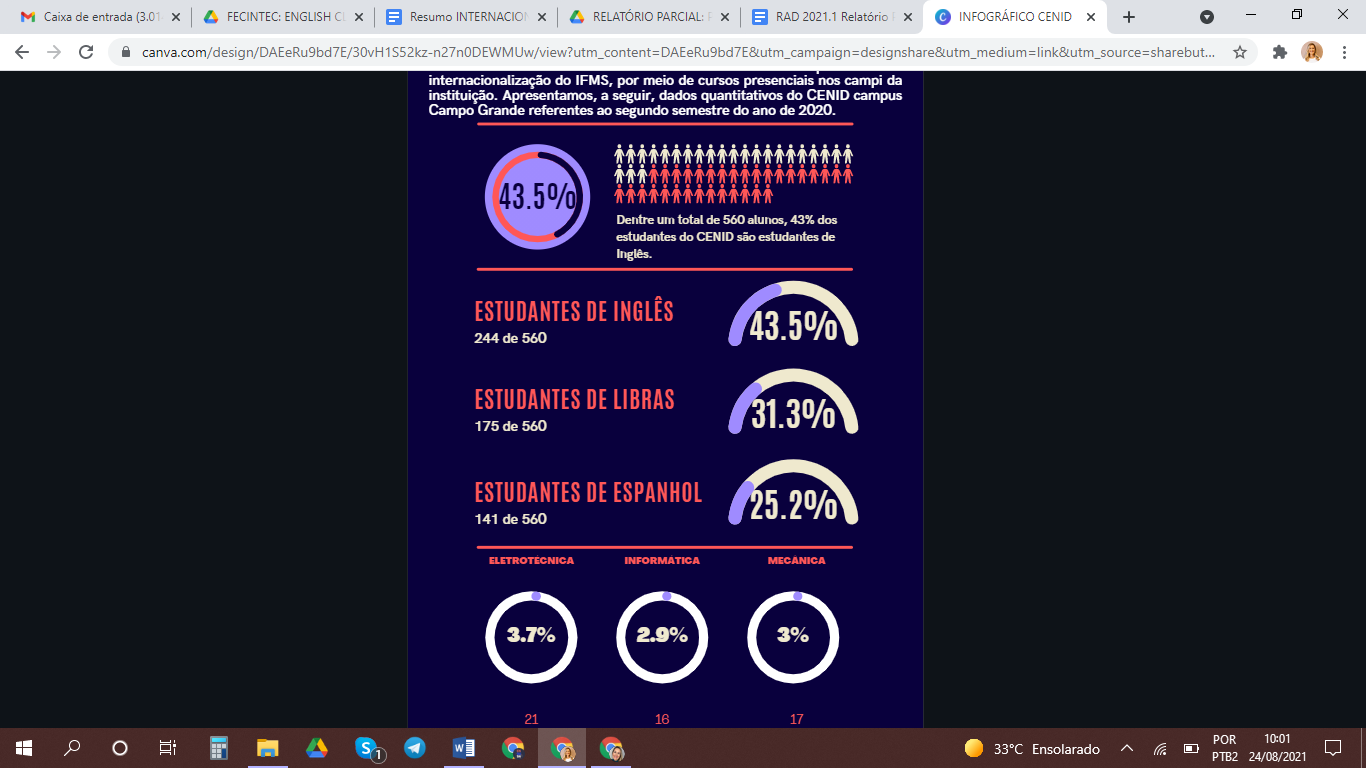 Caixa de entrada (3.01
FECINTEC: ENGLISH CL
Resumo INTERNACION
RELATÓRIO PARCIAL:
RAD 2021.1 Relatório
INFOGRÁFICO CENID
canva.com/design/DAEeRu9bd7E/30vH1S52kz-n27n0DEWMUw/view?utm_content=DAEeRu9bd7E&utm_campaign=designshare&utm_medium=link&utm_source=sharebut...
internacionalização do IFMS, por meio de cursos presenciais nos campi da
instituição. Apresentamos, a seguir, dados quantitativos do CENID campus
Campo Grande referentes ao segundo semestre do ano de 2020.
43.5%
Dentre um total de 560 alunos, 43% dos
estudantes do CENID são estudantes de
Inglês.
ESTUDANTES DE INGLÊS
244 de 560
43.5%
ESTUDANTES DE LIBRAS
175 de 560
31.3%
ESTUDANTES DE ESPANHOL
141 de 560
25.2%
ELETROTÉCNICA
INFORMÁTICA
MECÂNICA
3.7%
2.9%
3%
21
16
17
33°C Ensolarado
POR
PTB2
10:01
24/08/2021
1